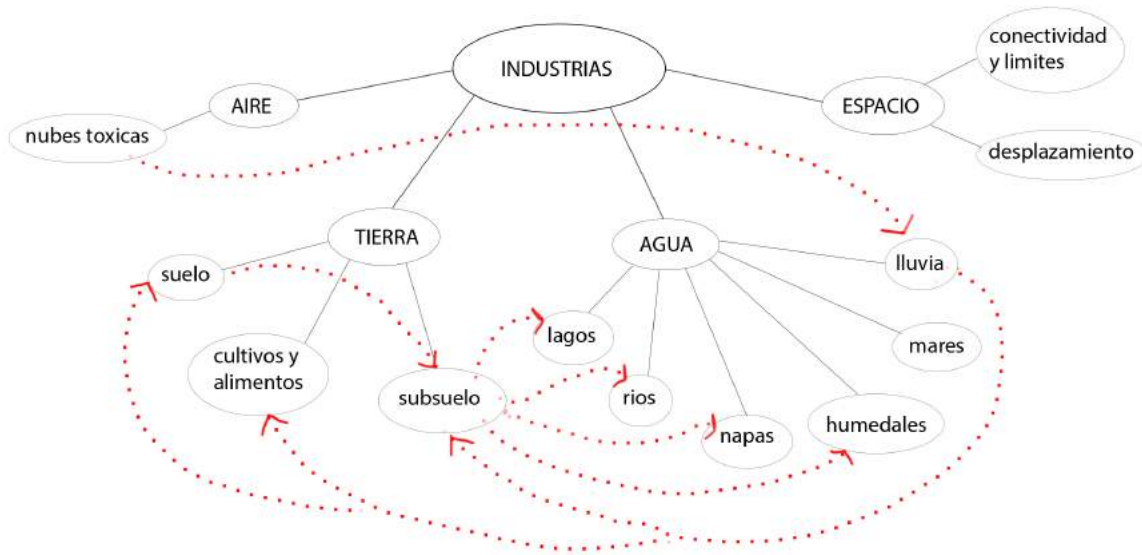 INDUSTRIAS
conectividad
y limites
AIRE
ESPACIO
nubes toxicas
desplazamiento
TIERRA
AGUA
suelo
lluvia
lagos
mares
cultivos y
alimentos
subsuelo
rios
napas
humedales